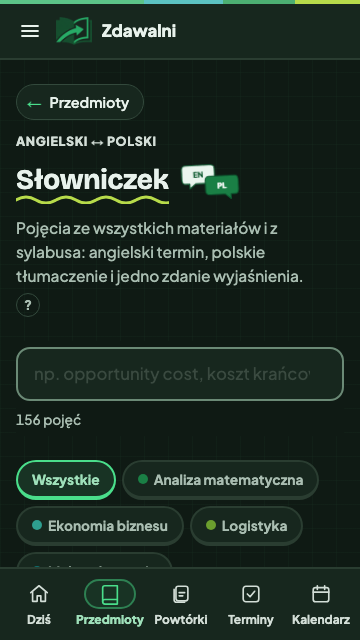 Zdawalni
← Przedmioty
ANGIELSKI ↔ POLSKI
Słowniczek
EN
PL
Pojęcia ze wszystkich materiałów i z
sylabusa: angielski termin, polskie
tłumaczenie i jedno zdanie wyjaśnienia.
?
np. opportunity cost, koszt krańco
156 pojęć
Wszystkie
Analiza matematyczna
Ekonomia biznesu
Logistyka
Dziś
Przedmioty
Powtórki
Terminy
Kalendarz